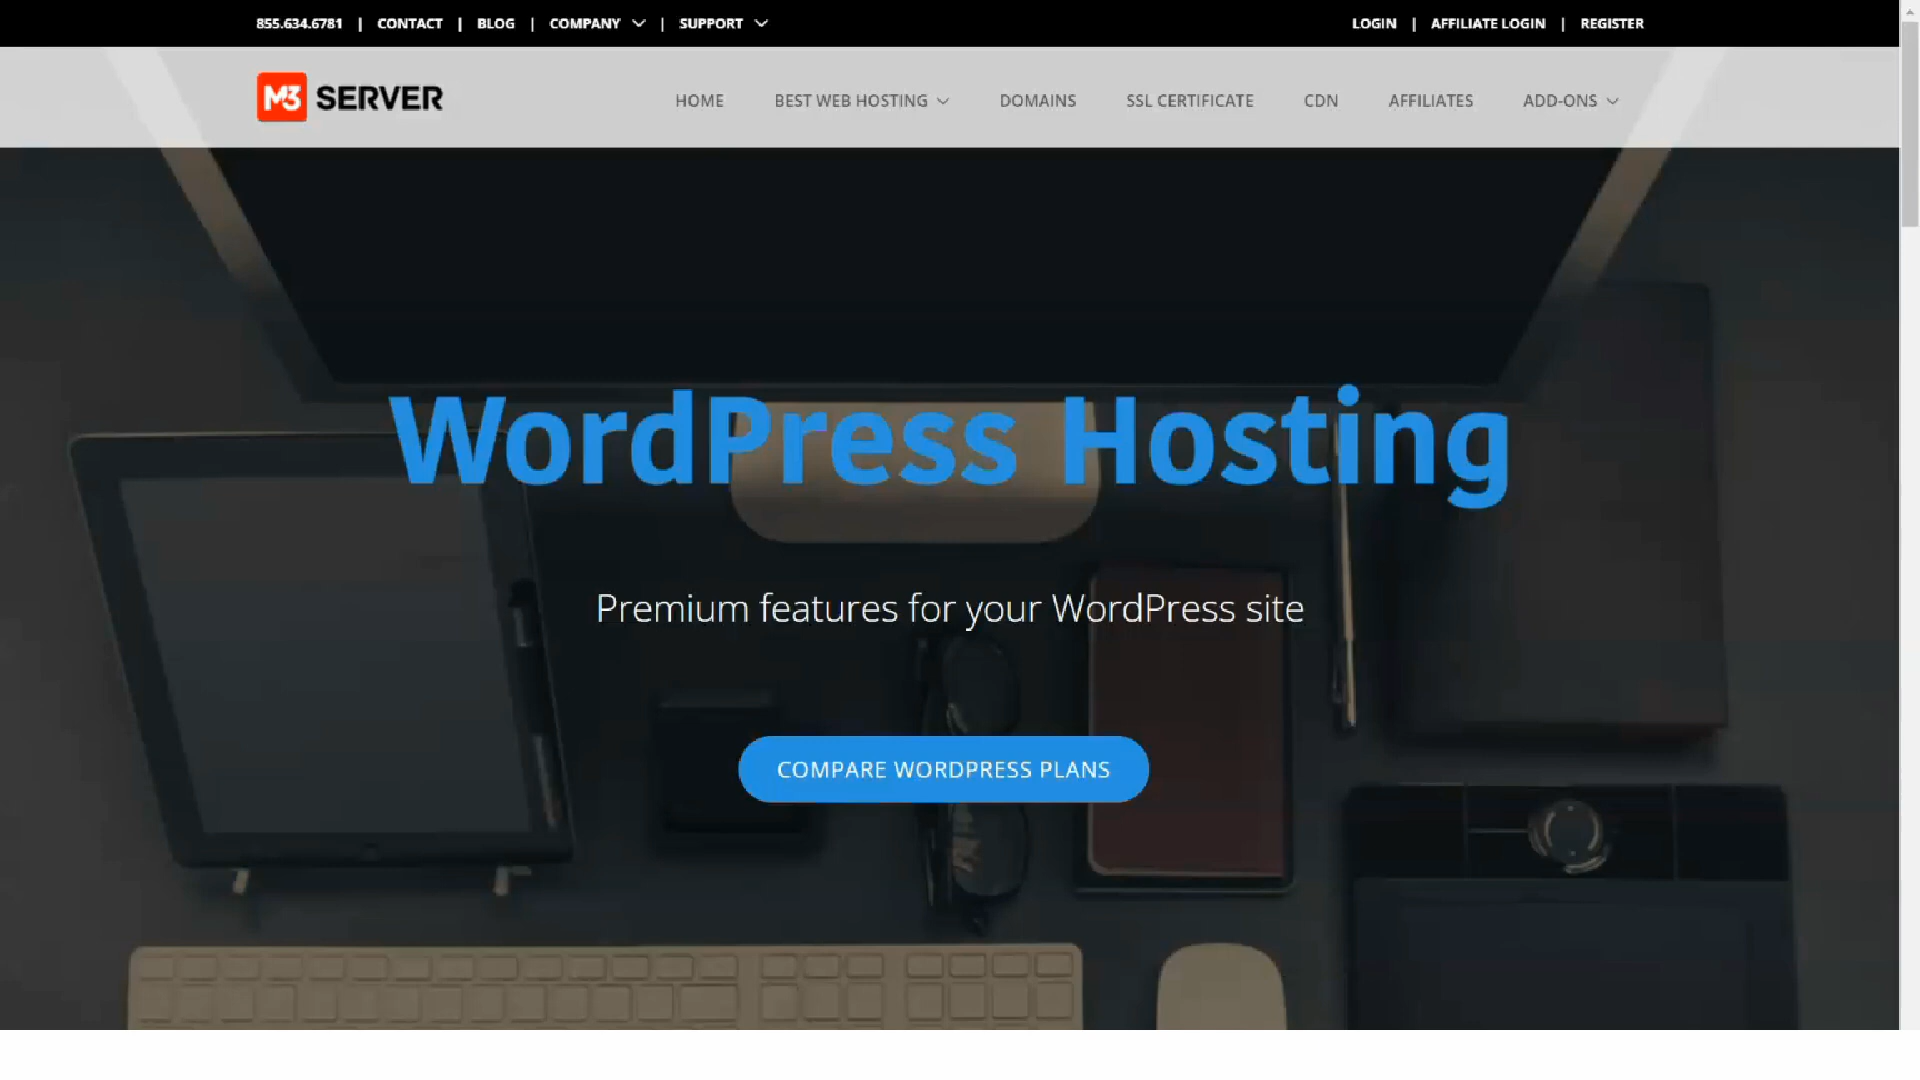 855.634.6781 | CONTACT | BLOG | COMPANY | SUPPORT
LOGIN | AFFILIATE LOGIN | REGISTER
M3 SERVER
HOME BEST WEB HOSTING DOMAINS SSL CERTIFICATE CDN AFFILIATES ADD-ONS
WordPress Hosting
Premium features for your WordPress site
COMPARE WORDPRESS PLANS